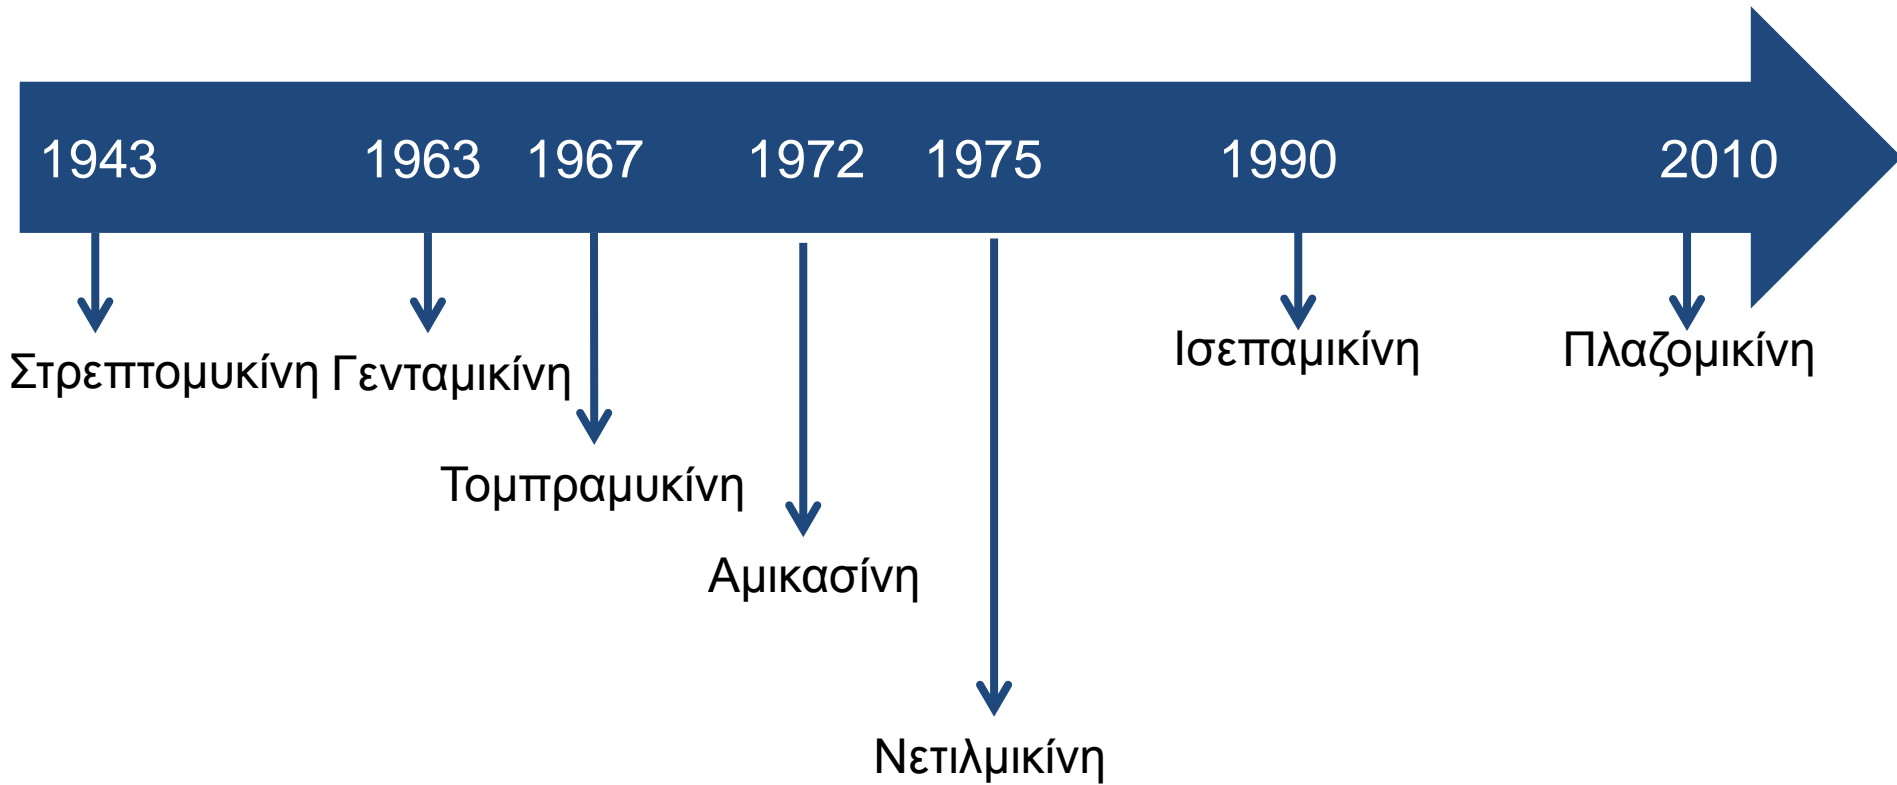 1943 1963 1967 1972 1975 1990 2010
Στρεπτομυκίνη Γενταμικίνη Ισεπαμικίνη Πλαζομικίνη
Τομπραμυκίνη
Αμικασίνη
Νετιλμικίνη